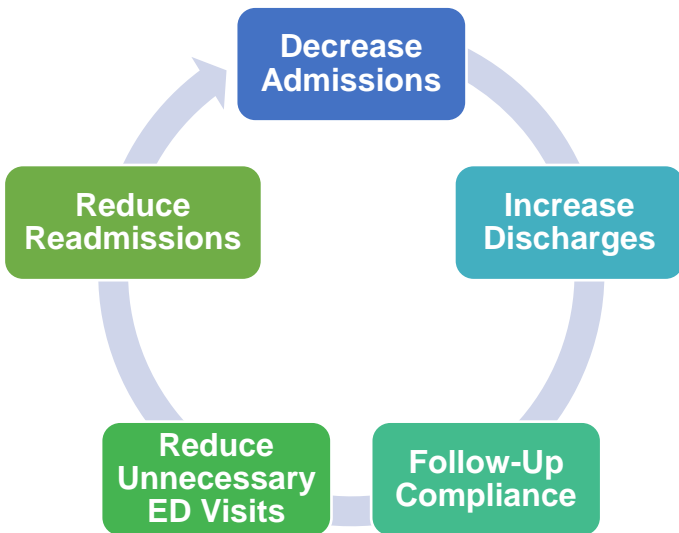 Decrease
Admissions
Increase
Discharges
Follow-Up
Compliance
Reduce
Unnecessary
ED Visits
Reduce
Readmissions